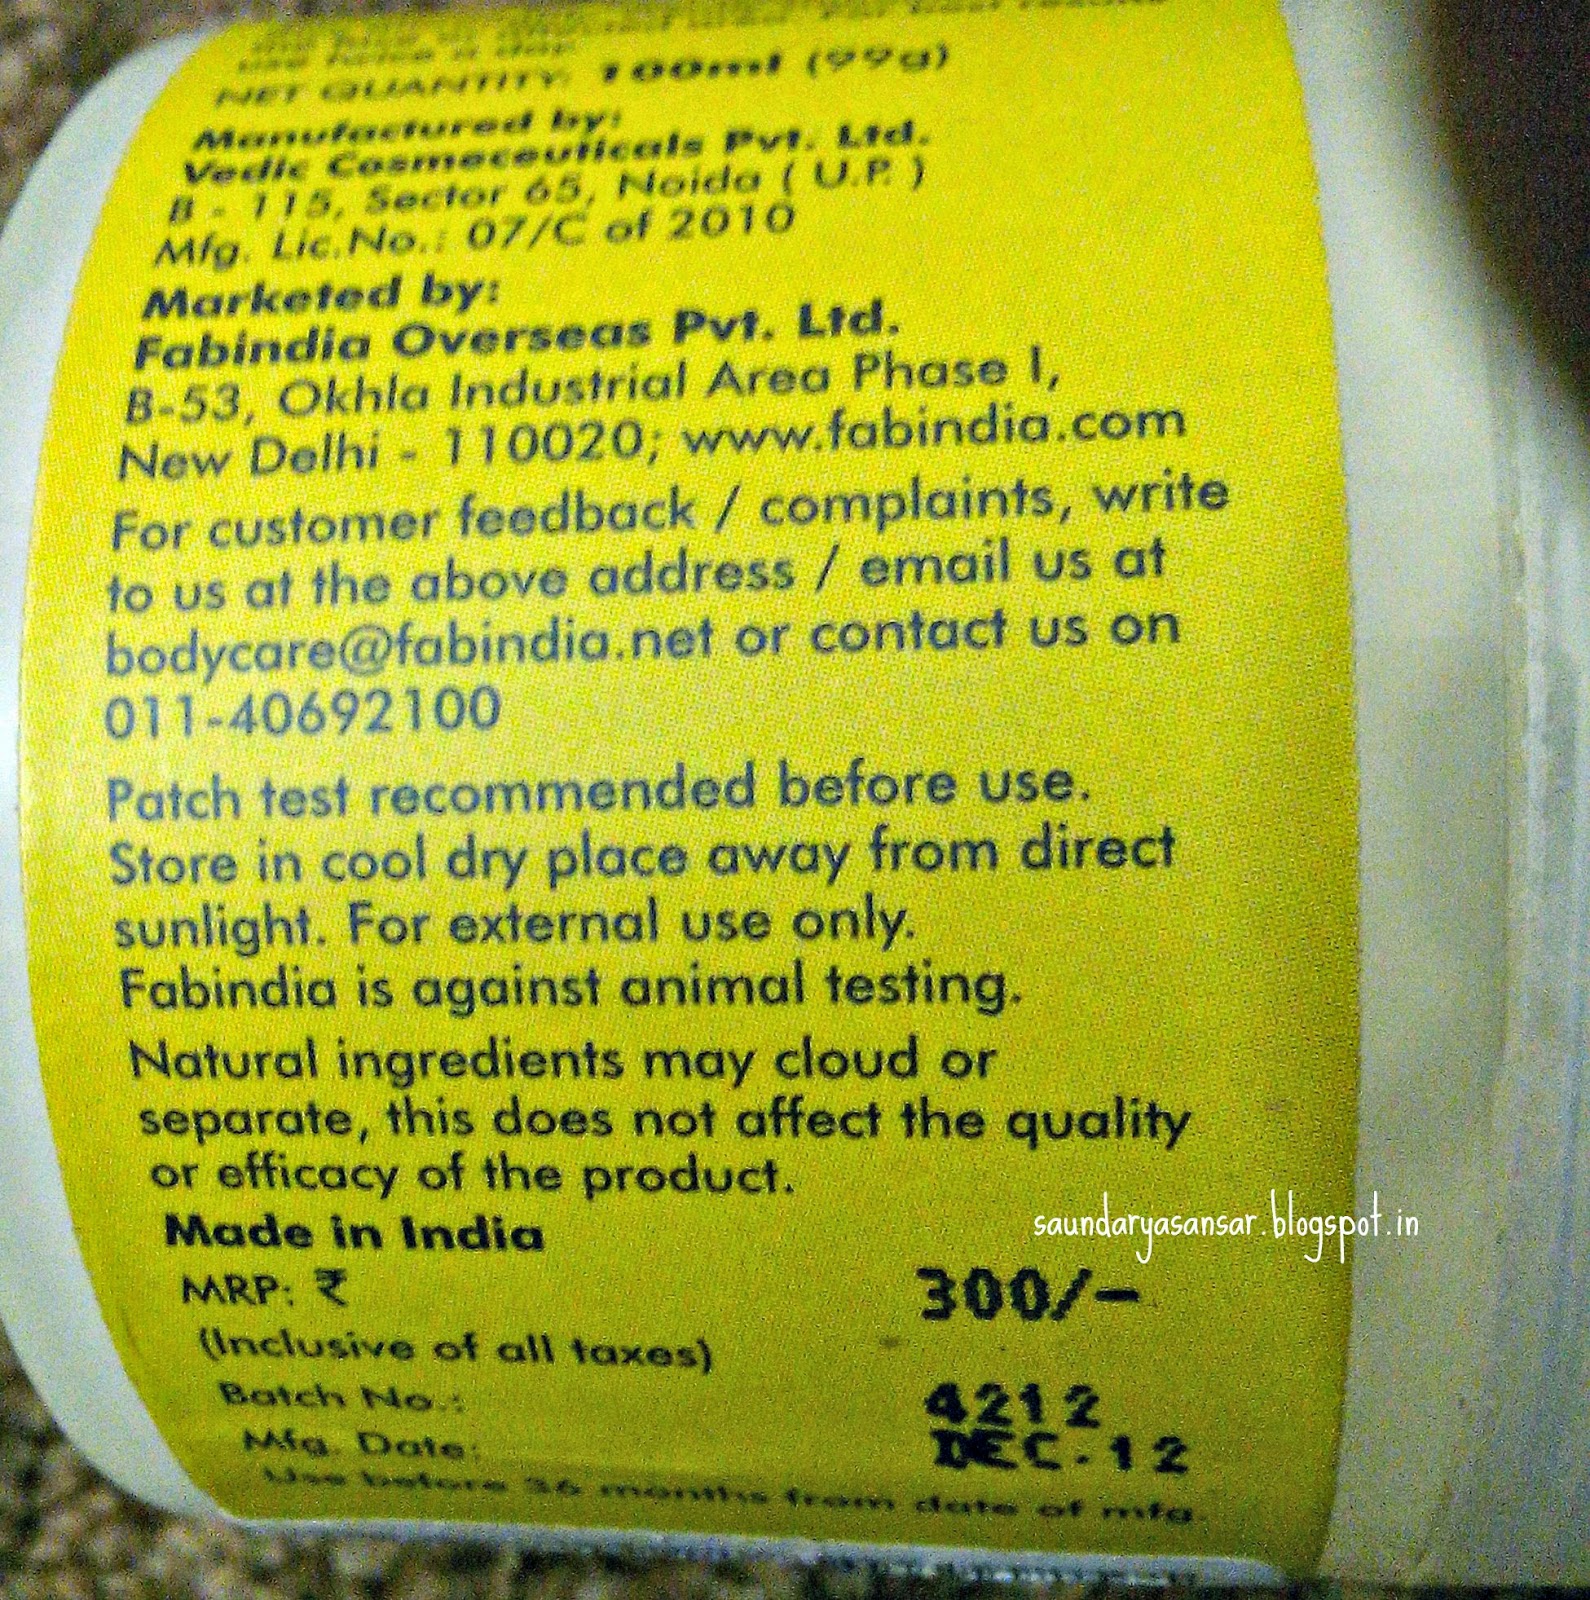 use twice a day.
NET QUANTITY: 100ml (99g)
Manufactured by:
Vedic Cosmeceuticals Pvt. Ltd.
B - 115, Sector 65, Noida ( U.P. )
Mfg. Lic.No.: 07/C of 2010
Marketed by:
Fabindia Overseas Pvt. Ltd.
B-53, Okhla Industrial Area Phase I,
New Delhi - 110020; www.fabindia.com
For customer feedback / complaints, write
to us at the above address / email us at
bodycare@fabindia.net or contact us on
011-40692100
Patch test recommended before use.
Store in cool dry place away from direct
sunlight. For external use only.
Fabindia is against animal testing.
Natural ingredients may cloud or
separate, this does not affect the quality
or efficacy of the product.
Made in India
saundaryasansar.blogspot.in
MRP: ₹ 300/-
(Inclusive of all taxes)
Batch No.: 4212
Mfg. Date: DEC.12
Use before 36 months from date of mfg.